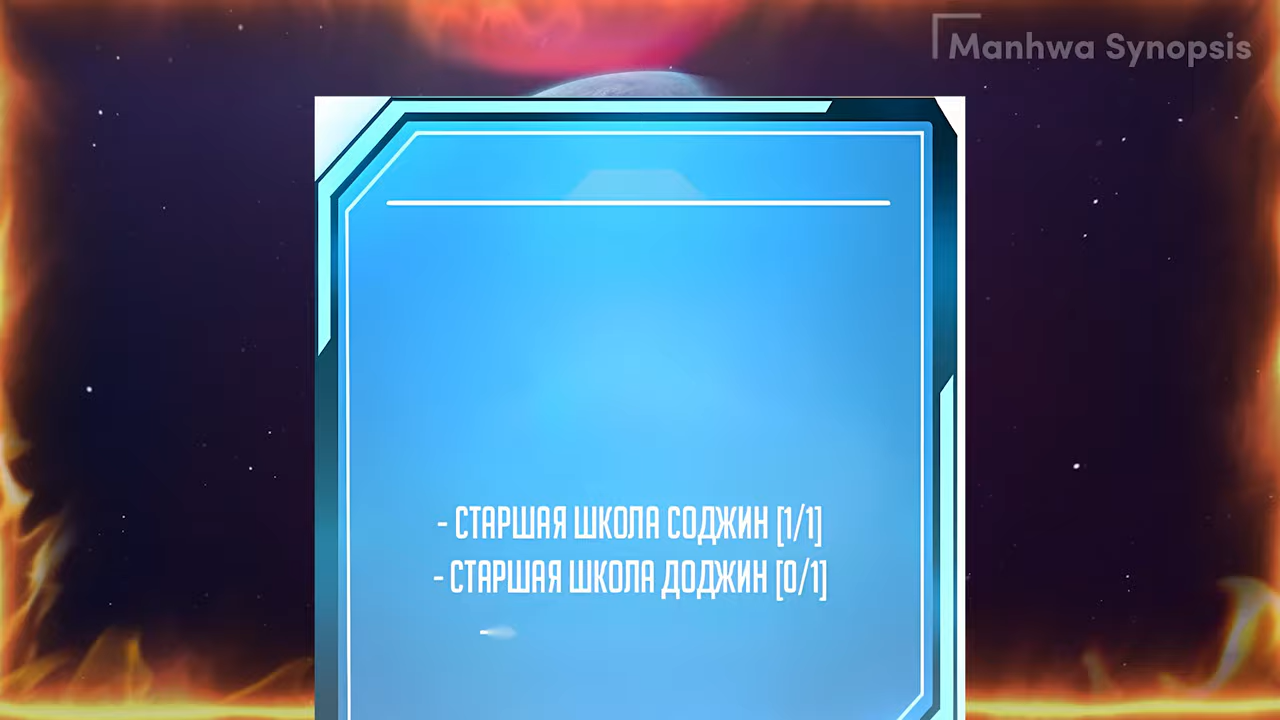 Manhwa Synopsis
- СТАРШАЯ ШКОЛА СОДЖИН [1/1]
- СТАРШАЯ ШКОЛА ДОДЖИН [0/1]